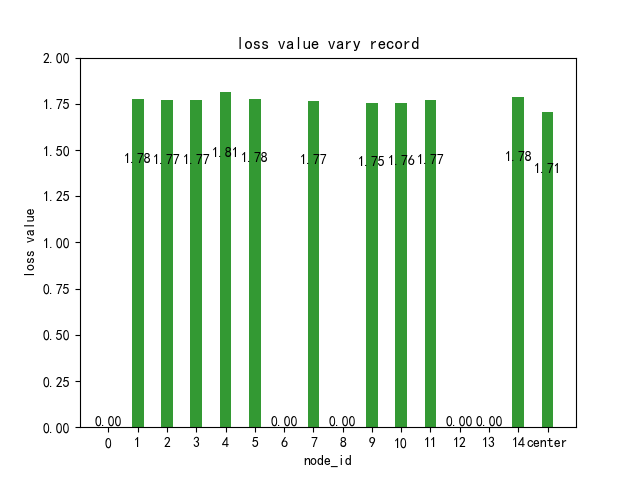 loss value vary record
loss value
2.00
1.75
1.50
1.25
1.00
0.75
0.50
0.25
0.00
0.00 1.78 1.77 1.77 1.81 1.78 0.00 1.77 0.00 1.75 1.76 1.77 0.00 0.00 1.78 1.71
0 1 2 3 4 5 6 7 8 9 10 11 12 13 14 center
node_id